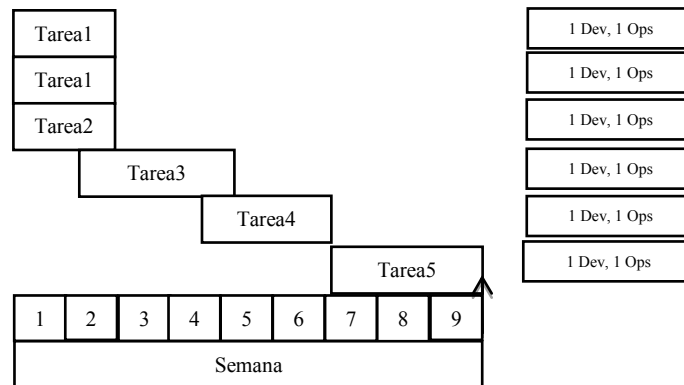 Tarea1 1 Dev, 1 Ops
Tarea1 1 Dev, 1 Ops
Tarea2 1 Dev, 1 Ops
Tarea3 1 Dev, 1 Ops
Tarea4 1 Dev, 1 Ops
Tarea5 1 Dev, 1 Ops
1 2 3 4 5 6 7 8 9
Semana